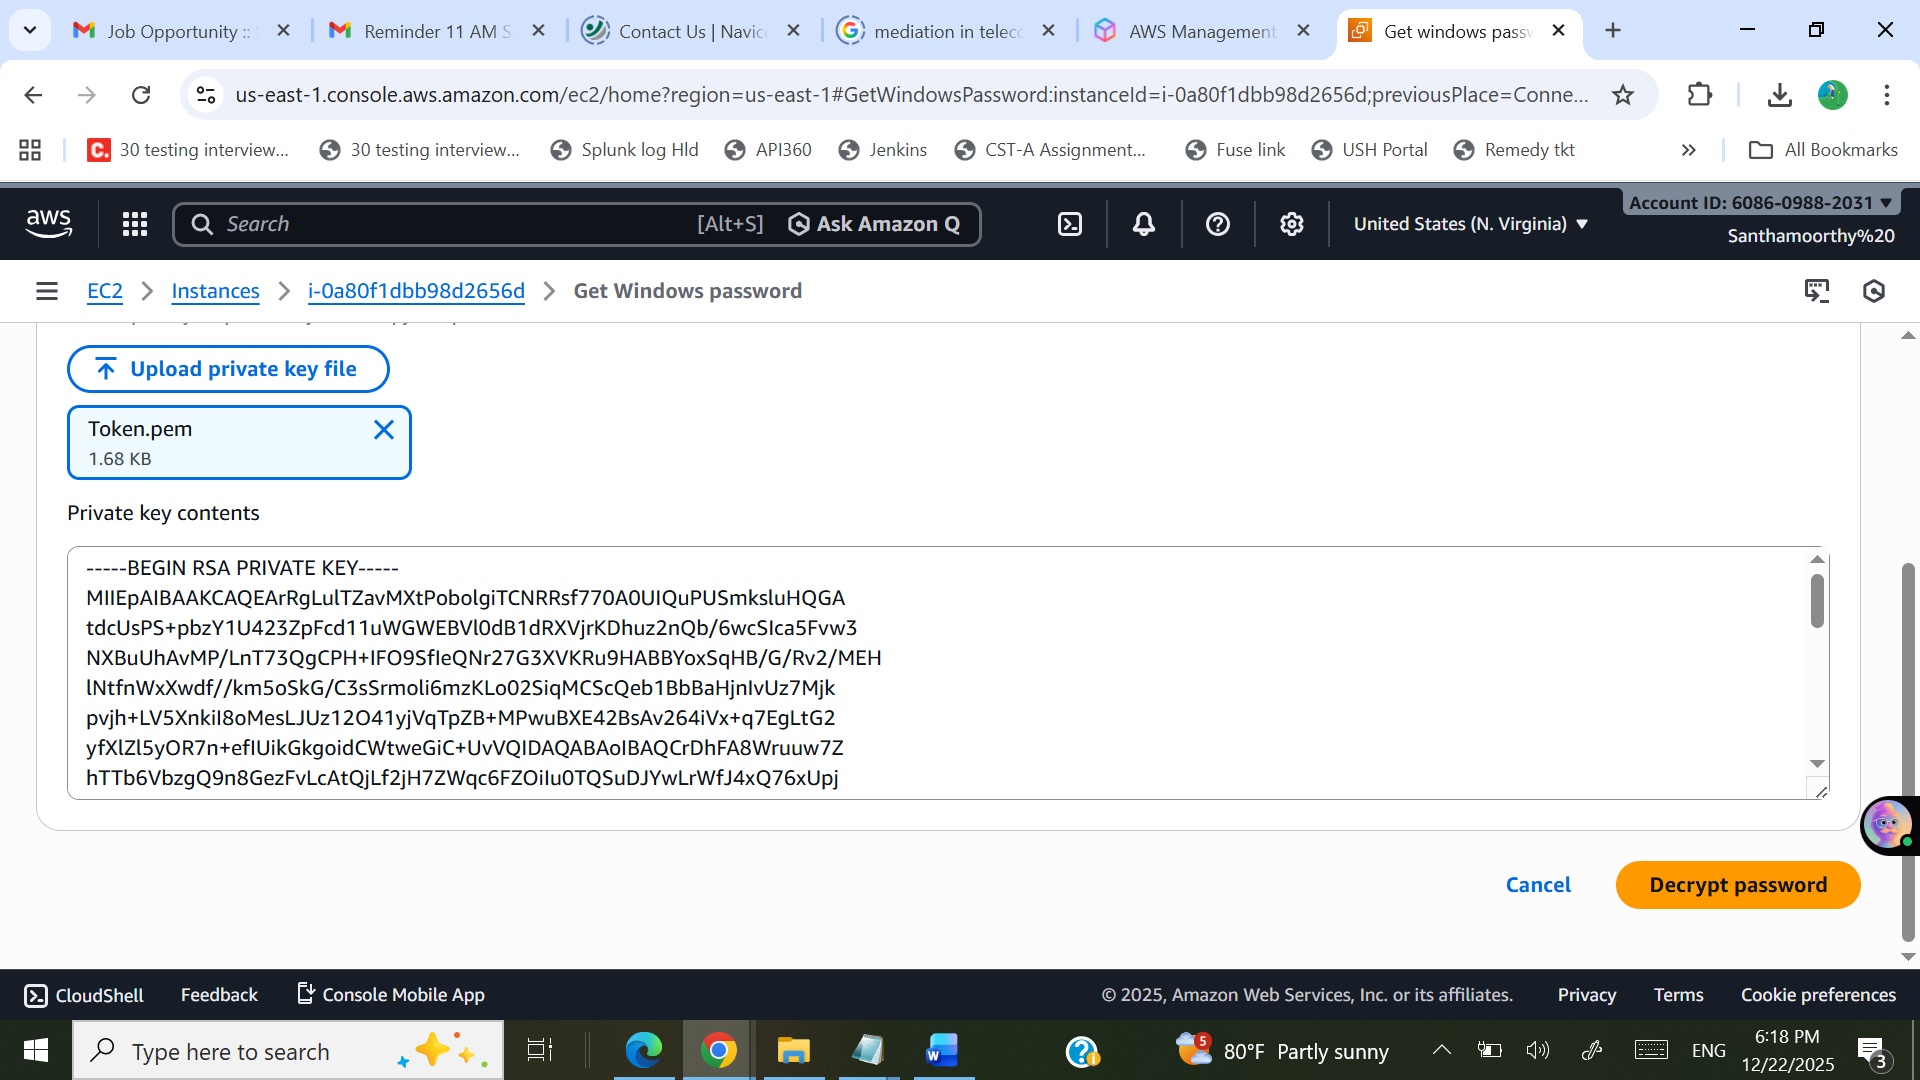 Job Opportunity ::
Reminder 11 AM S
Contact Us | Navic
mediation in telecc
AWS Management
Get windows passw
us-east-1.console.aws.amazon.com/ec2/home?region=us-east-1#GetWindowsPassword:instanceId=i-0a80f1dbb98d2656d;previousPlace=Conne...
30 testing interview...
30 testing interview...
Splunk log Hld
API360
Jenkins
CST-A Assignment...
Fuse link
USH Portal
Remedy tkt
All Bookmarks
aws
Search
[Alt+S]
Ask Amazon Q
United States (N. Virginia)
Account ID: 6086-0988-2031
Santhamoorthy%20
EC2
Instances
i-0a80f1dbb98d2656d
Get Windows password
Upload private key file
Token.pem
1.68 KB
Private key contents
-----BEGIN RSA PRIVATE KEY-----
MIIEpAIBAAKCAQEArRgLulTZavMXtPobolgiTCNRRsf770A0UIQuPUSmksluHQGA
tdcUsPS+pbzY1U423ZpFcd11uWGWEBVl0dB1dRXVjrKDhuz2nQb/6wcSIca5Fvw3
NXBuUhAvMP/LnT73QgCPH+IFO9SfIeQNr27G3XVKRu9HABBYoxSqHB/G/Rv2/MEH
lNtfnWxXwdf//km5oSkG/C3sSrmoli6mzKLo02SiqMCScQeb1BbBaHjnIvUz7Mjk
pvjh+LV5XnkiI8oMesLJUz12O41yjVqTpZB+MPwuBXE42BsAv264iVx+q7EgLtG2
yfXlZl5yOR7n+efIUikGkgoidCWtweGiC+UvVQIDAQABAoIBAQCrDhFA8Wruuw7Z
hTTb6VbzgQ9n8GezFvLcAtQjLf2jH7ZWqc6FZOiIu0TQSuDJYwLrWfJ4xQ76xUpj
Cancel
Decrypt password
CloudShell
Feedback
Console Mobile App
© 2025, Amazon Web Services, Inc. or its affiliates.
Privacy
Terms
Cookie preferences
Type here to search
5
80°F Partly sunny
ENG
6:18 PM
12/22/2025
3